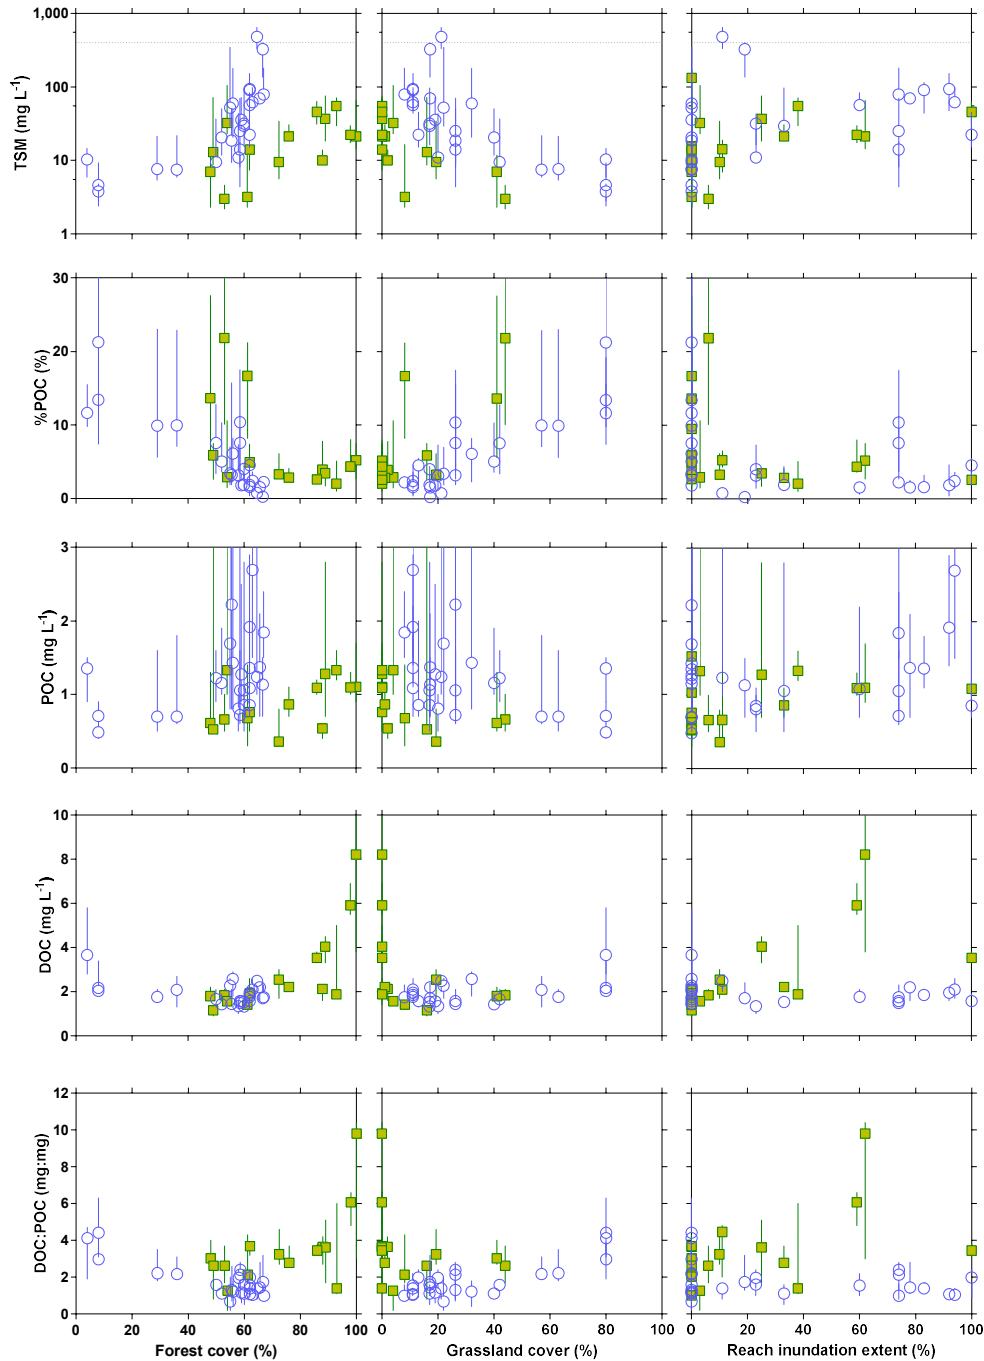 1,000
100
10
1
TSM (mg L-1)
30
20
10
0
%POC (%)
3
2
1
0
POC (mg L-1)
10
8
6
4
2
0
DOC (mg L-1)
12
10
8
6
4
2
0
DOC:POC (mg:mg)
0 20 40 60 80 100
0 20 40 60 80 100
0 20 40 60 80 100
Forest cover (%)
Grassland cover (%)
Reach inundation extent (%)